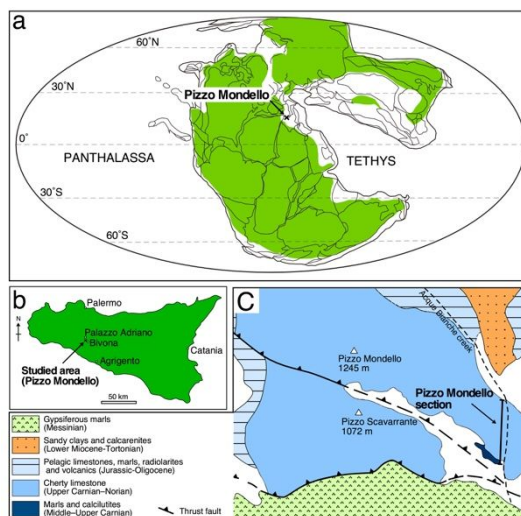 a
60°N
30°N
Pizzo Mondello
PANTHALASSA
0°
TETHYS
30°S
60°S
b
N
Palermo
Palazzo Adriano
Bivona
Catania
Studied area
(Pizzo Mondello)
Agrigento
50 km
Gypsiferous marls
(Messinian)
Sandy clays and calcarenites
(Lower Miocene-Tortonian)
Pelagic limestones, marls, radiolarites
and volcanics (Jurassic-Oligocene)
Cherty limestone
(Upper Carnian–Norian)
Marls and calcilutites
(Middle–Upper Carnian)
Thrust fault
C
Acque Bianche creek
Pizzo Mondello
1245 m
Pizzo Mondello
section
Pizzo Scavarrante
1072 m